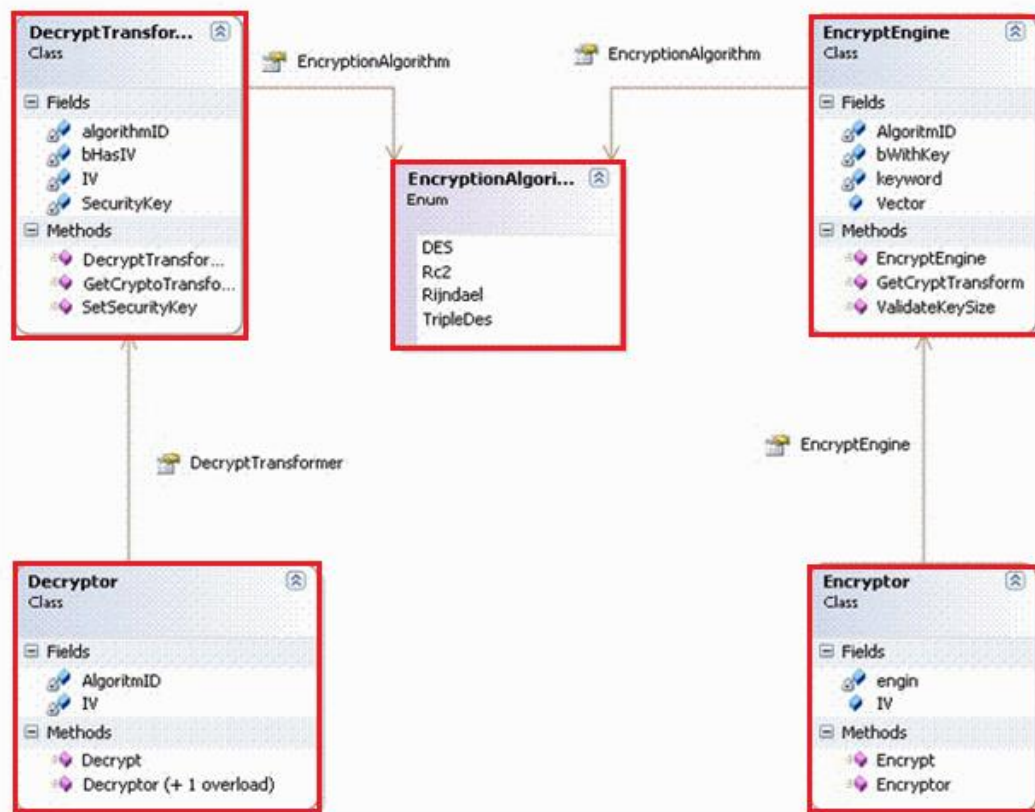 DecryptTransfor...
Class
Fields
algorithmID
bHasIV
IV
SecurityKey
Methods
DecryptTransfor...
GetCryptoTransfo...
SetSecurityKey
EncryptionAlgorithm
EncryptionAlgorithm
EncryptionAlgori...
Enum
DES
Rc2
Rijndael
TripleDes
EncryptEngine
Class
Fields
AlgoritmID
bWithKey
keyword
Vector
Methods
EncryptEngine
GetCryptTransform
ValidateKeySize
DecryptTransformer
EncryptEngine
Decryptor
Class
Fields
AlgoritmID
IV
Methods
Decrypt
Decryptor (+ 1 overload)
Encryptor
Class
Fields
engin
IV
Methods
Encrypt
Encryptor